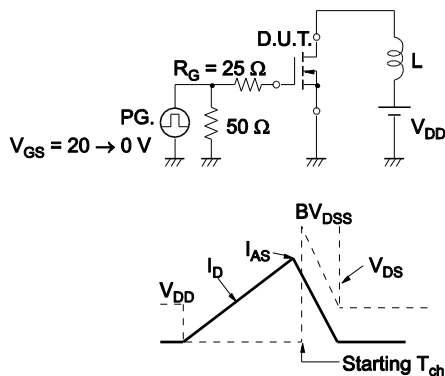 D.U.T.
R_G = 25 Ω
L
PG.
50 Ω
V_DD
V_GS = 20 → 0 V
BV_DSS
I_AS
V_DD
I_D
V_DS
Starting T_ch